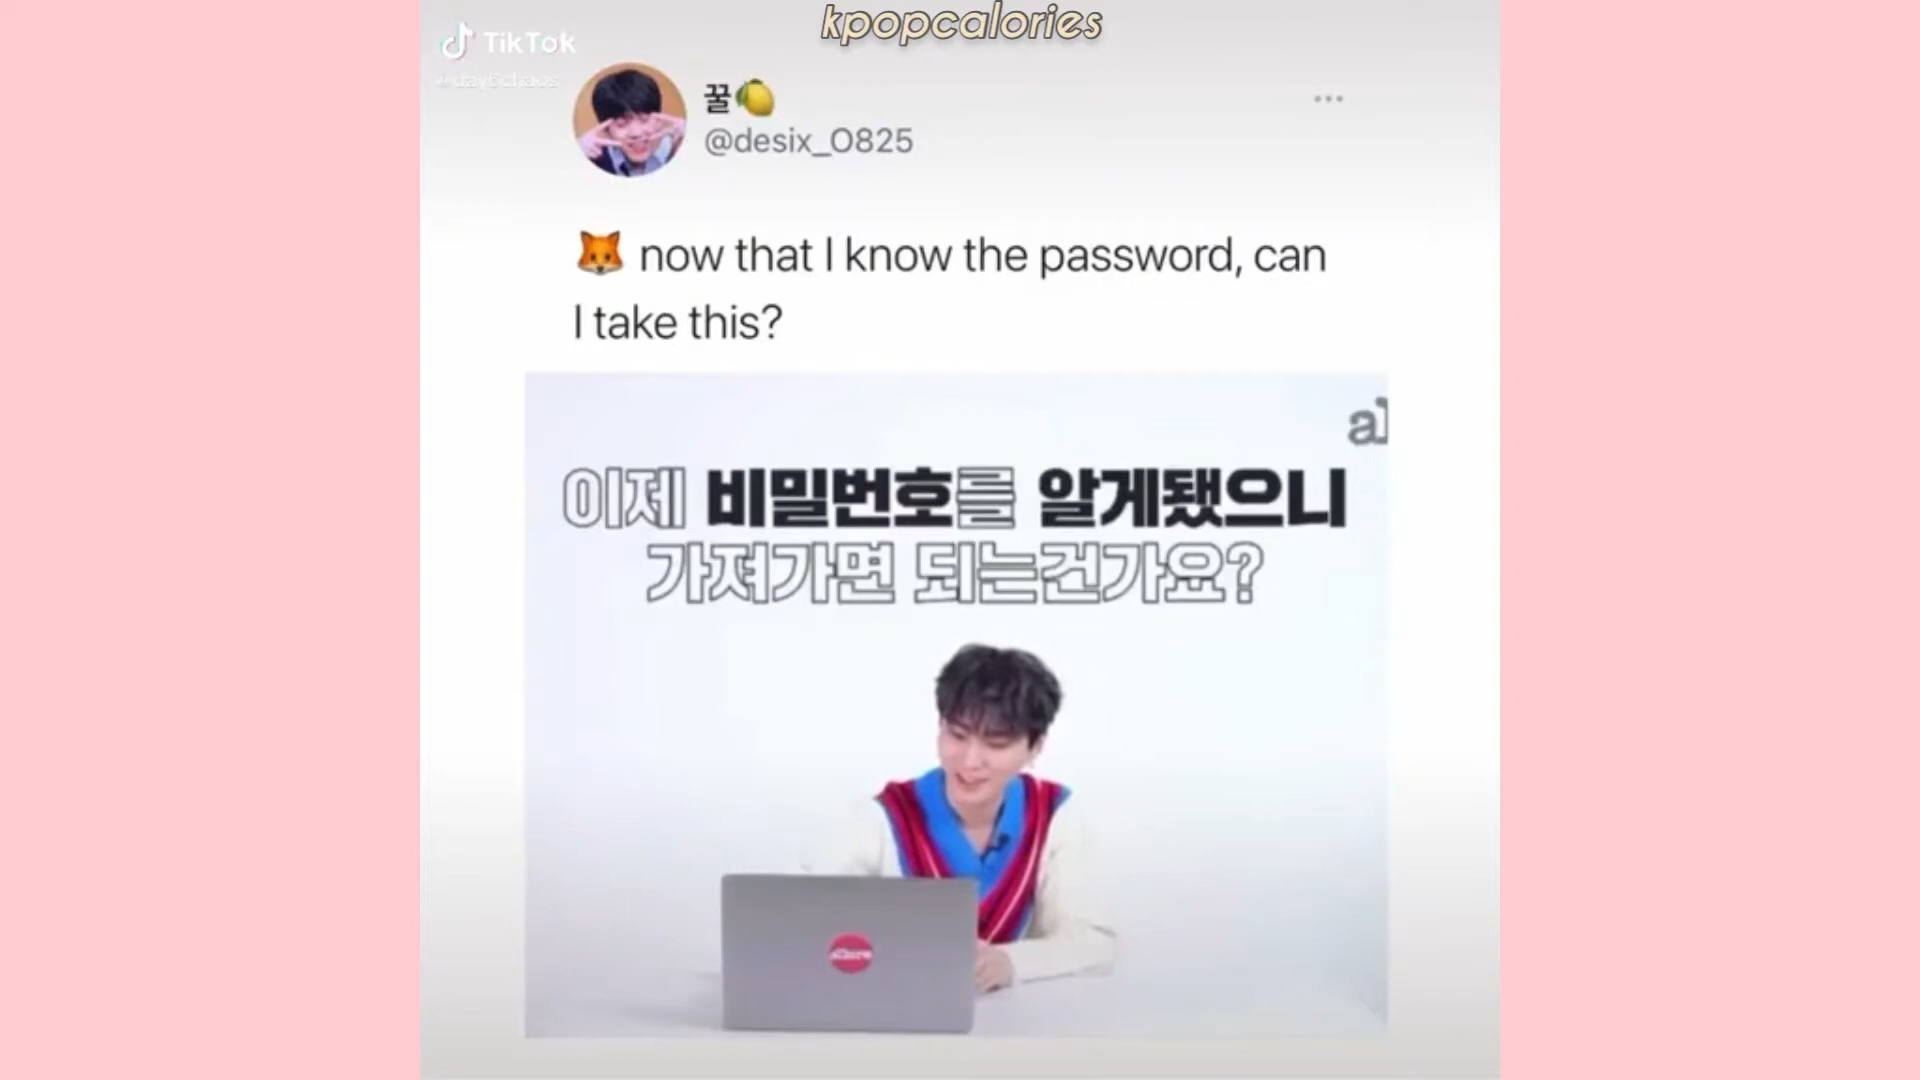 kpopcalories
TikTok
@day6chaos
꿀🍋
@desix_0825
🦊 now that I know the password, can
I take this?
이제 비밀번호를 알게됐으니
가져가면 되는건가요?